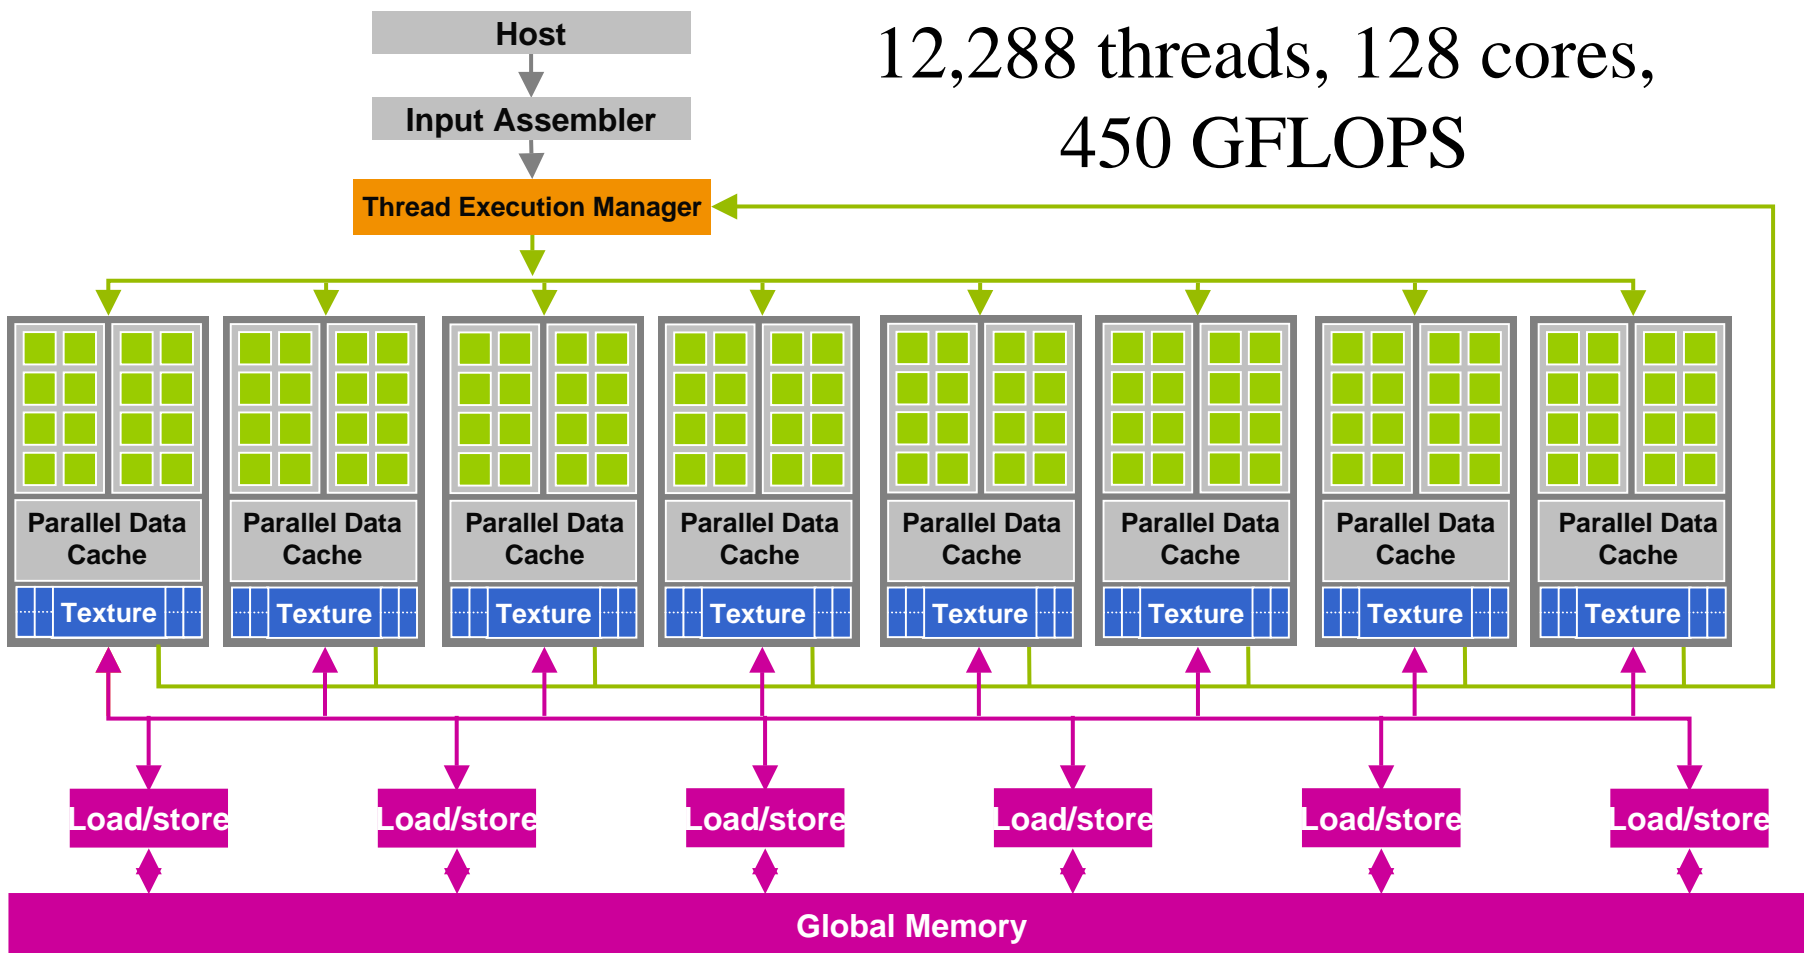 Host
12,288 threads, 128 cores,
450 GFLOPS
Input Assembler
Thread Execution Manager
Parallel Data
Cache
Parallel Data
Cache
Parallel Data
Cache
Parallel Data
Cache
Parallel Data
Cache
Parallel Data
Cache
Parallel Data
Cache
Parallel Data
Cache
Texture
Texture
Texture
Texture
Texture
Texture
Texture
Texture
Load/store
Load/store
Load/store
Load/store
Load/store
Load/store
Global Memory